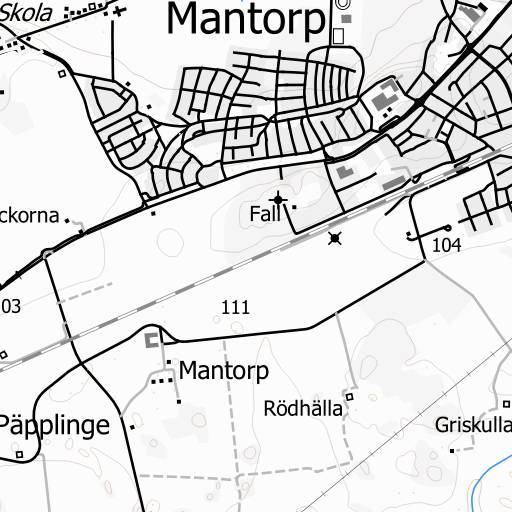 Skola
Mantorp
ckorna
Fall
104
03
111
Mantorp
Rödhälla
Päpplinge
Griskulla